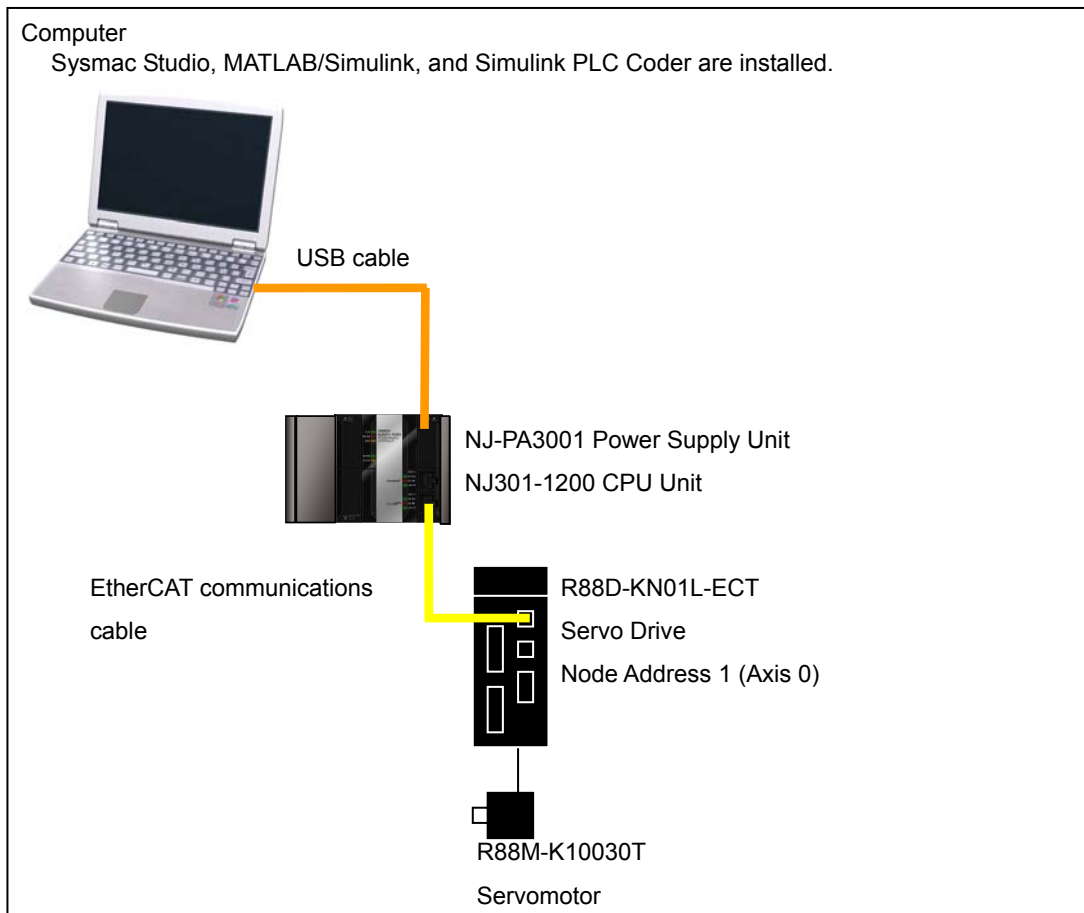 Computer
Sysmac Studio, MATLAB/Simulink, and Simulink PLC Coder are installed.
USB cable
NJ-PA3001 Power Supply Unit
NJ301-1200 CPU Unit
EtherCAT communications
cable
R88D-KN01L-ECT
Servo Drive
Node Address 1 (Axis 0)
R88M-K10030T
Servomotor